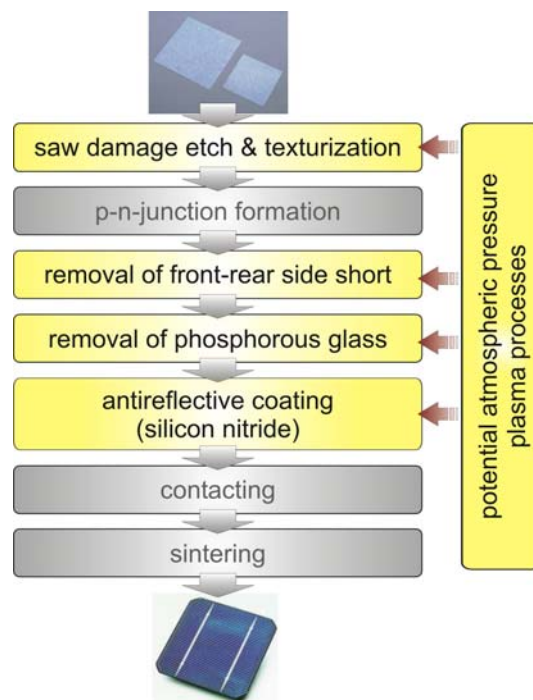 saw damage etch & texturization
p-n-junction formation
removal of front-rear side short
removal of phosphorous glass
antireflective coating
(silicon nitride)
contacting
sintering
potential atmospheric pressure
plasma processes